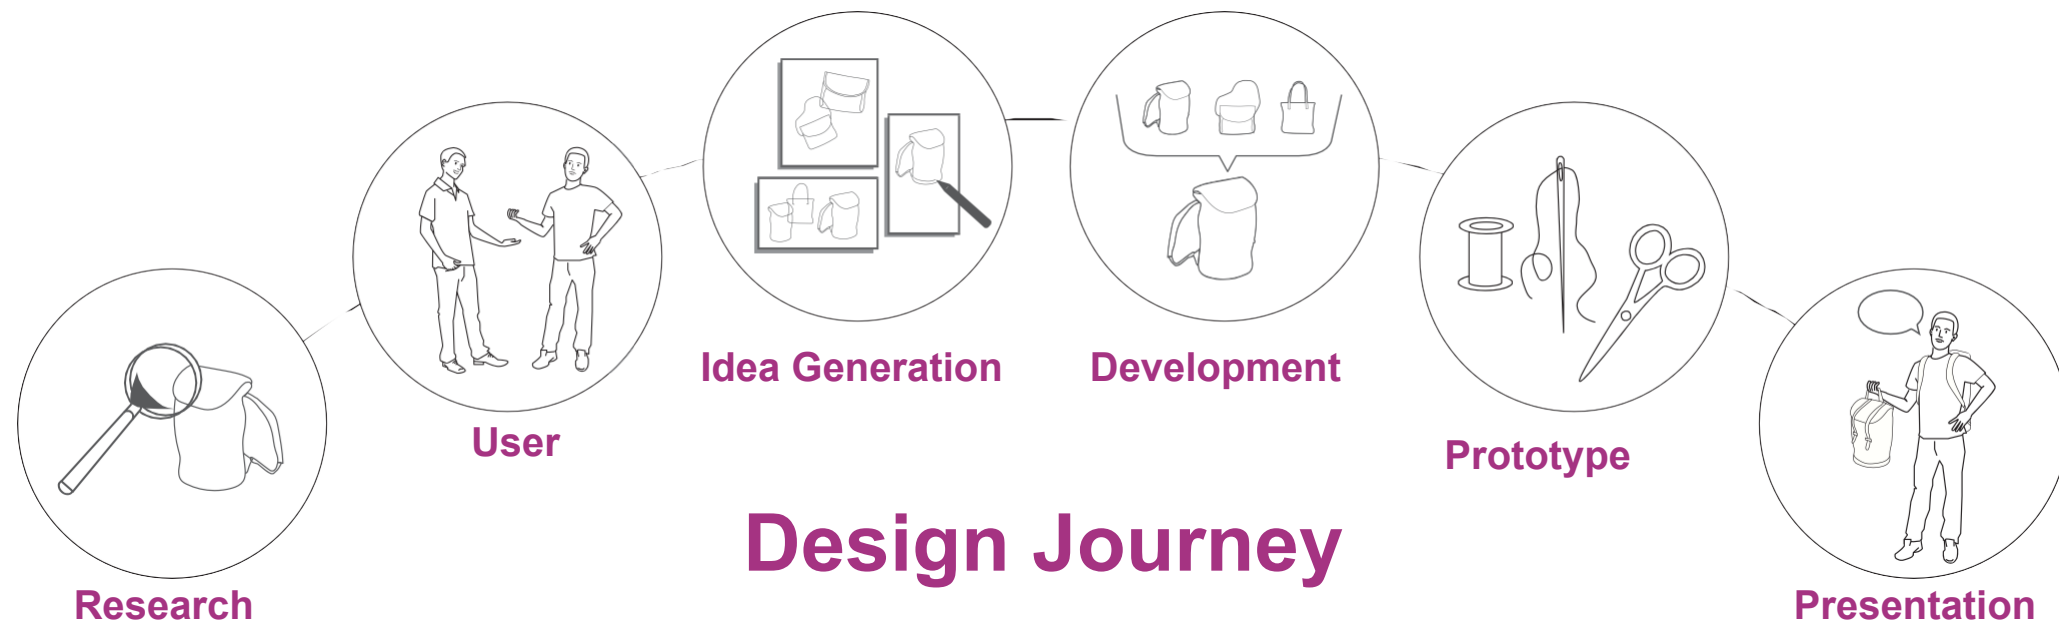 Research
User
Idea Generation
Development
Prototype
Presentation
Design Journey